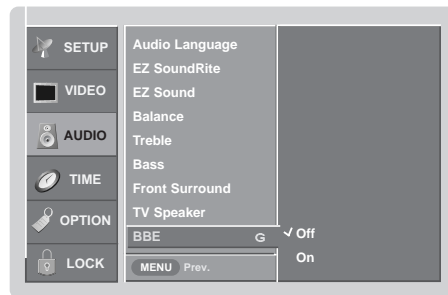 SETUP
VIDEO
AUDIO
TIME
OPTION
LOCK
Audio Language
EZ SoundRite
EZ Sound
Balance
Treble
Bass
Front Surround
TV Speaker
BBE G
Off
On
MENU Prev.